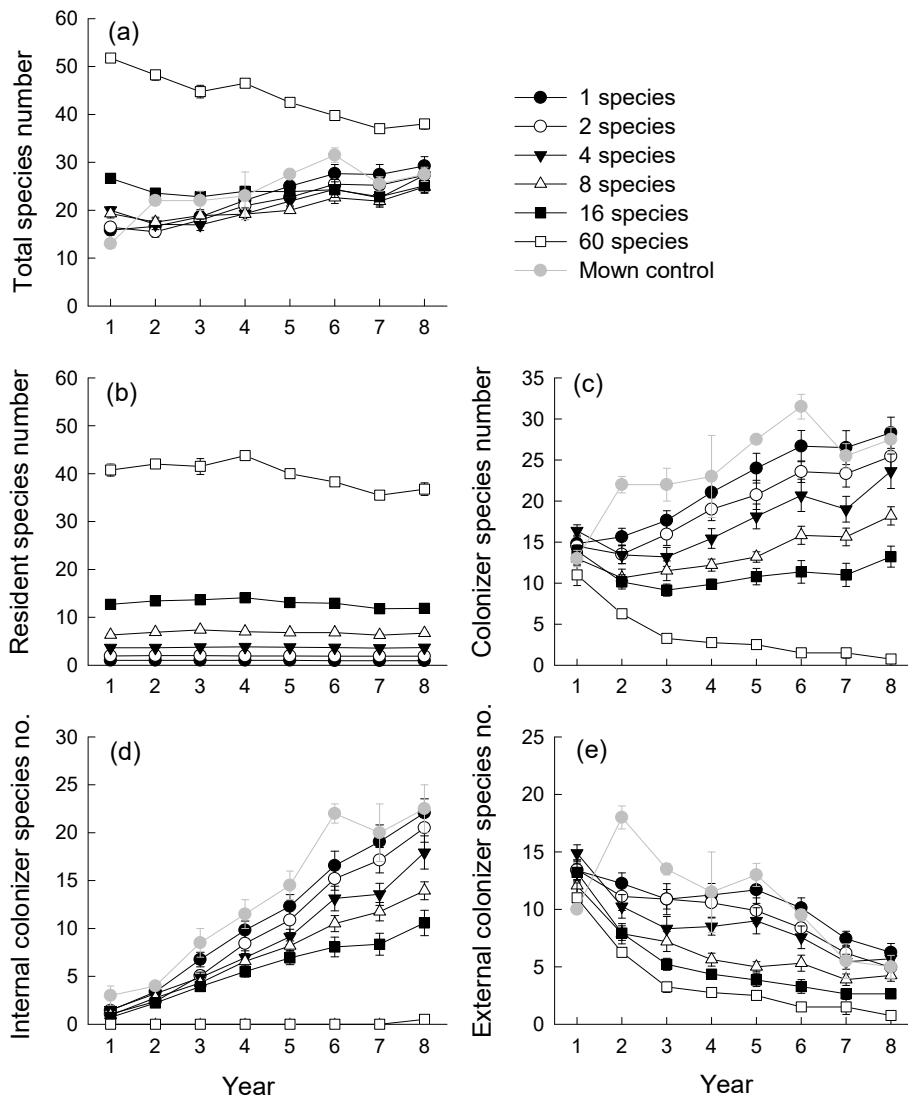 (a)
Total species number
60
50
40
30
20
10
0
1 2 3 4 5 6 7 8
1 species
2 species
4 species
8 species
16 species
60 species
Mown control
(b)
Resident species number
60
50
40
30
20
10
0
1 2 3 4 5 6 7 8
(c)
Colonizer species number
35
30
25
20
15
10
5
0
1 2 3 4 5 6 7 8
(d)
Internal colonizer species no.
30
25
20
15
10
5
0
1 2 3 4 5 6 7 8
Year
(e)
External colonizer species no.
25
20
15
10
5
0
1 2 3 4 5 6 7 8
Year